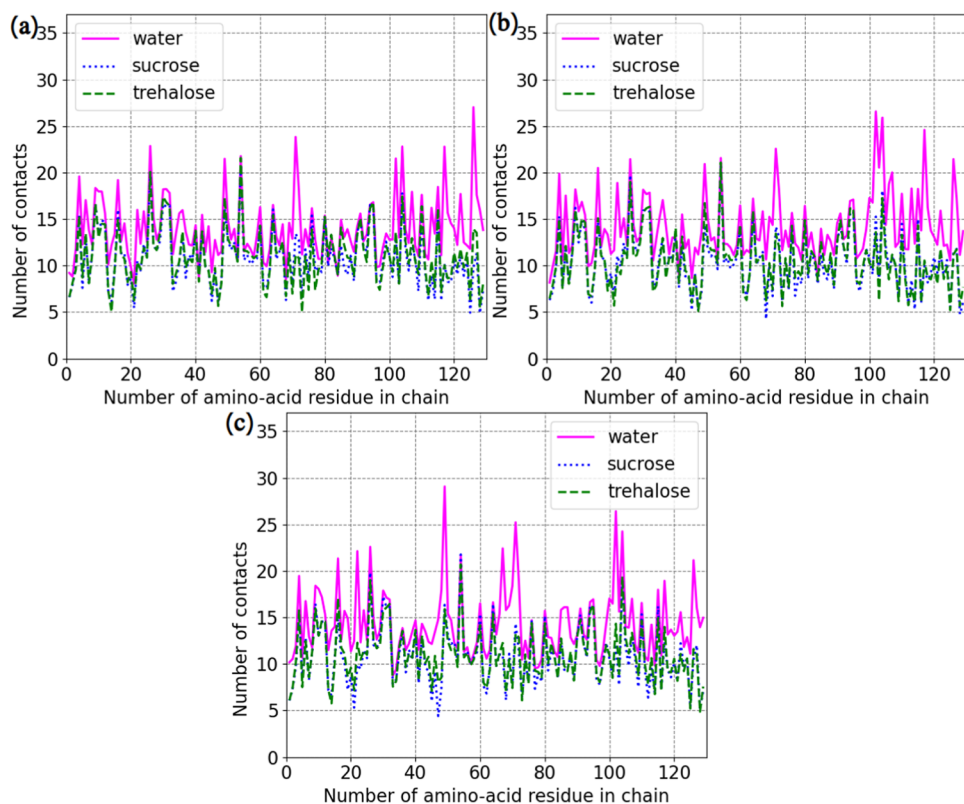 (a)
35
30
25
20
15
10
5
0
Number of contacts
water
sucrose
trehalose
0 20 40 60 80 100 120
Number of amino-acid residue in chain
(b)
35
30
25
20
15
10
5
0
Number of contacts
water
sucrose
trehalose
0 20 40 60 80 100 120
Number of amino-acid residue in chain
(c)
35
30
25
20
15
10
5
0
Number of contacts
water
sucrose
trehalose
0 20 40 60 80 100 120
Number of amino-acid residue in chain